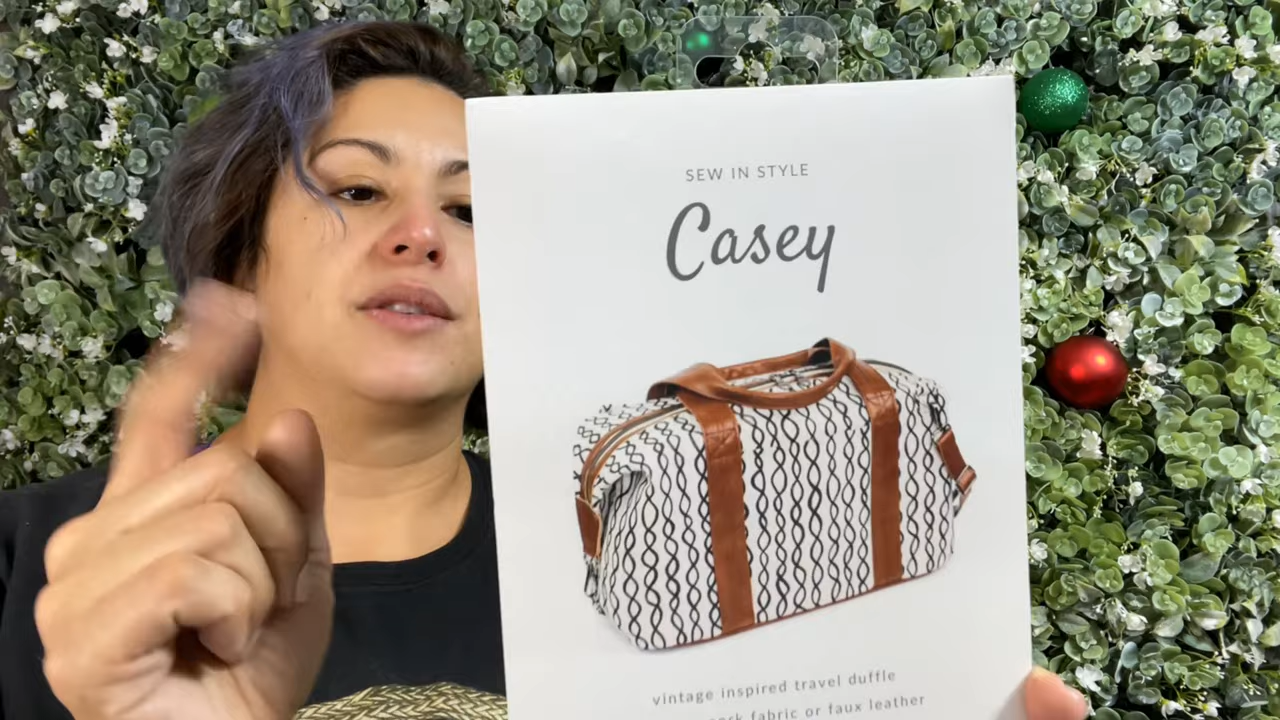 SEW IN STYLE
Casey
vintage inspired travel duffle
fabric or faux leather